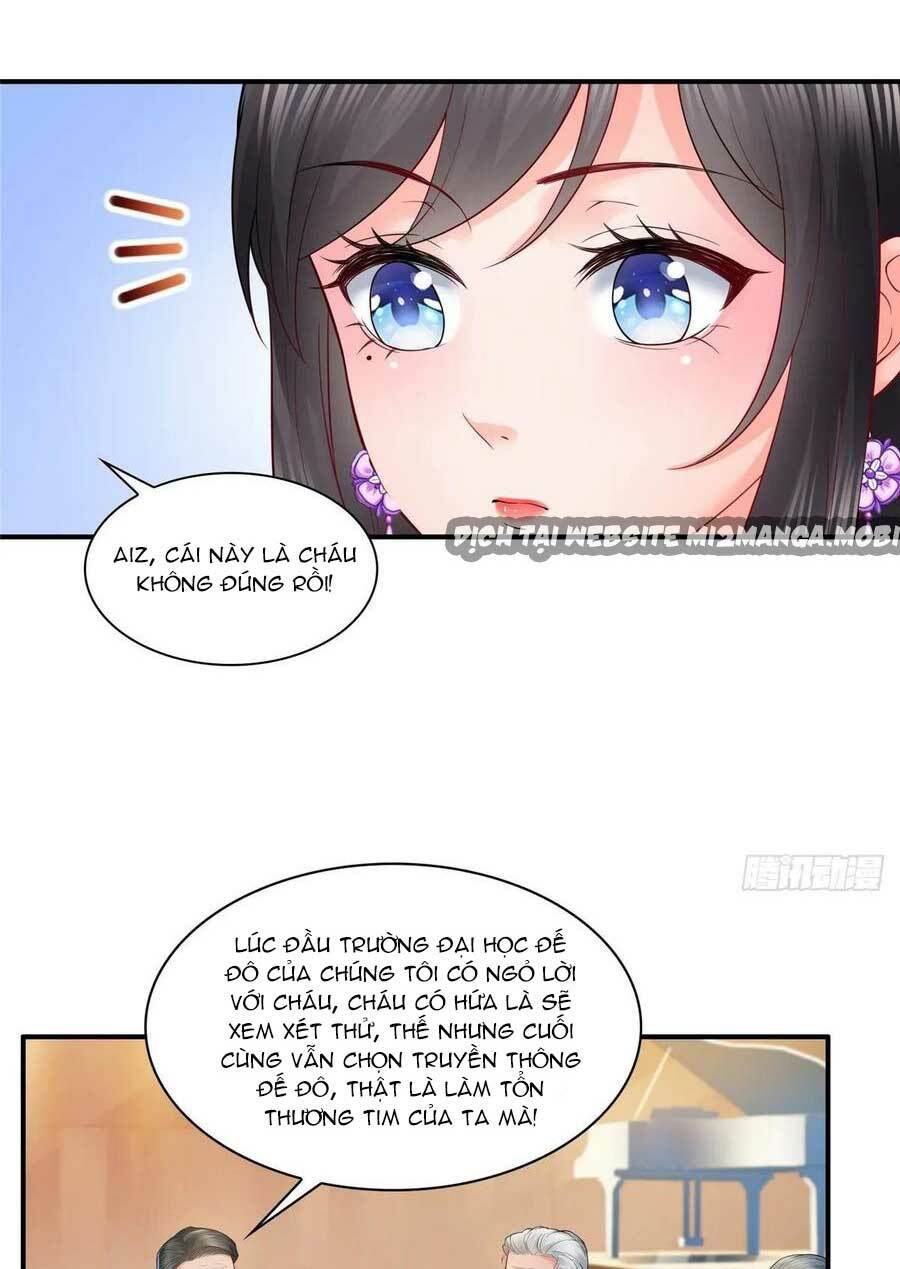 AIZ, CÁI NÀY LÀ CHÁU
KHÔNG ĐÚNG RỒI!
DỊCH TẠI WEBSITE MI2MANGA.MOBI
腾讯动漫
LÚC ĐẦU TRƯỜNG ĐẠI HỌC ĐẾ
ĐÔ CỦA CHÚNG TÔI CÓ NGỎ LỜI
VỚI CHÁU, CHÁU CÓ HỨA LÀ SẼ
XEM XÉT THỬ, THẾ NHƯNG CUỐI
CÙNG VẪN CHỌN TRUYỀN THÔNG
ĐẾ ĐÔ, THẬT LÀ LÀM TỔN
THƯƠNG TIM CỦA TA MÀ!